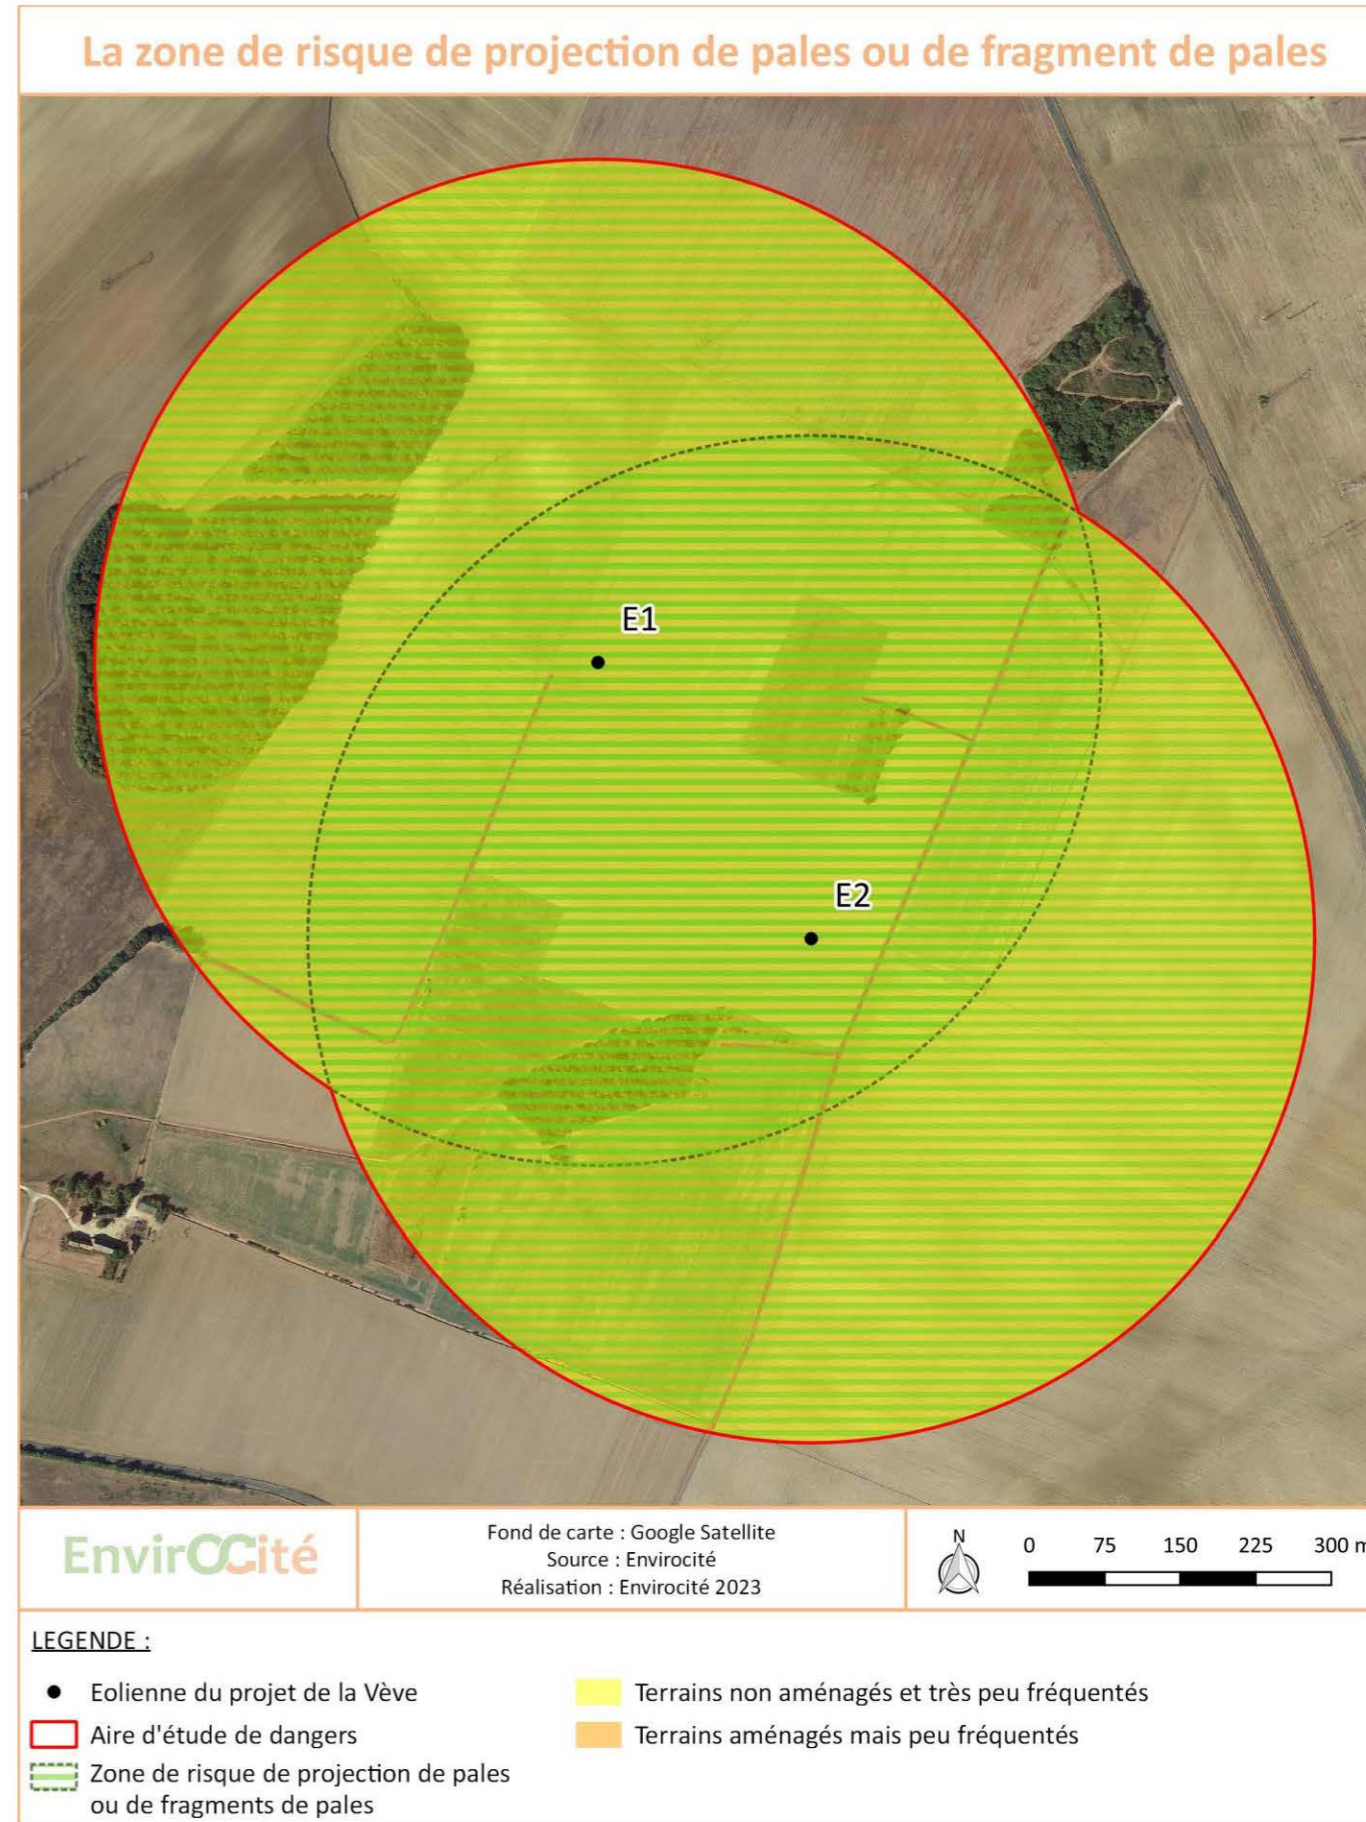 La zone de risque de projection de pales ou de fragment de pales
E1
E2
EnvirOCité
Fond de carte : Google Satellite
Source : Envirocité
Réalisation : Envirocité 2023
N
0 75 150 225 300 m
LEGENDE :
Eolienne du projet de la Vève
Aire d'étude de dangers
Zone de risque de projection de pales
ou de fragments de pales
Terrains non aménagés et très peu fréquentés
Terrains aménagés mais peu fréquentés